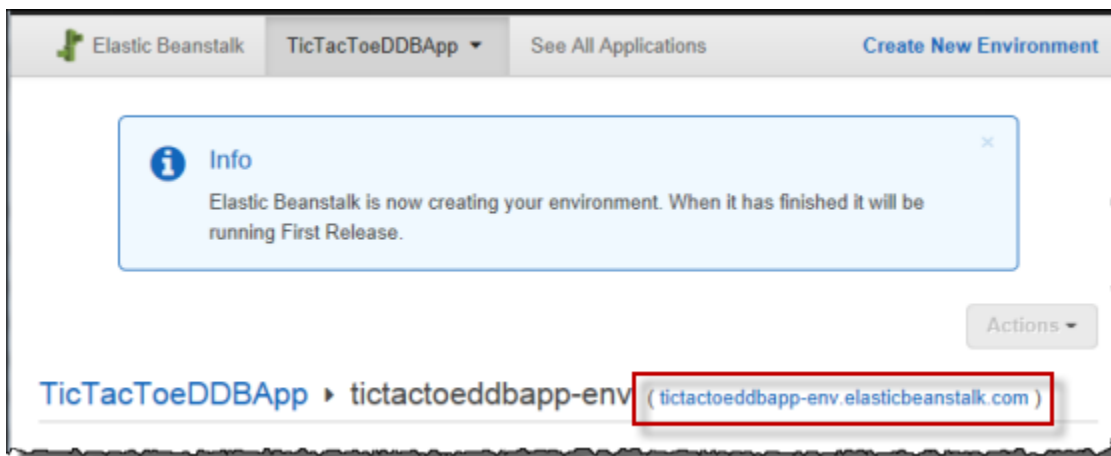 Elastic Beanstalk TicTacToeDDBApp See All Applications Create New Environment
Info
Elastic Beanstalk is now creating your environment. When it has finished it will be
running First Release.
Actions
TicTacToeDDBApp tictactoeddbapp-env ( tictactoeddbapp-env.elasticbeanstalk.com )